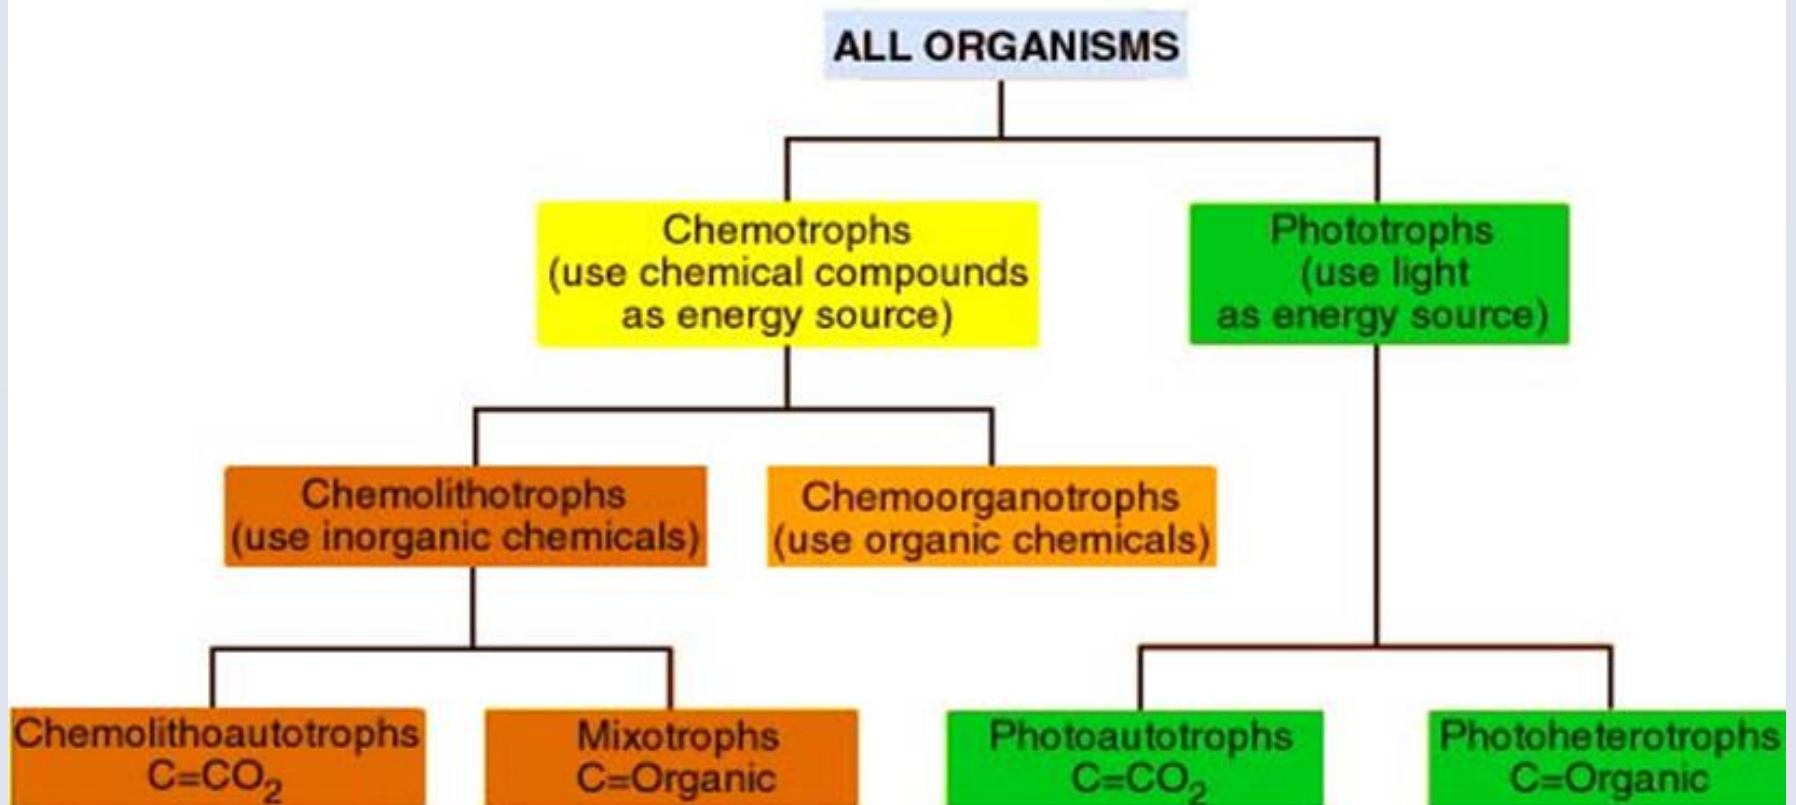 ALL ORGANISMS
Chemotrophs
(use chemical compounds
as energy source)
Phototrophs
(use light
as energy source)
Chemolithotrophs
(use inorganic chemicals)
Chemoorganotrophs
(use organic chemicals)
Chemolithoautotrophs
C=CO₂
Mixotrophs
C=Organic
Photoautotrophs
C=CO₂
Photoheterotrophs
C=Organic